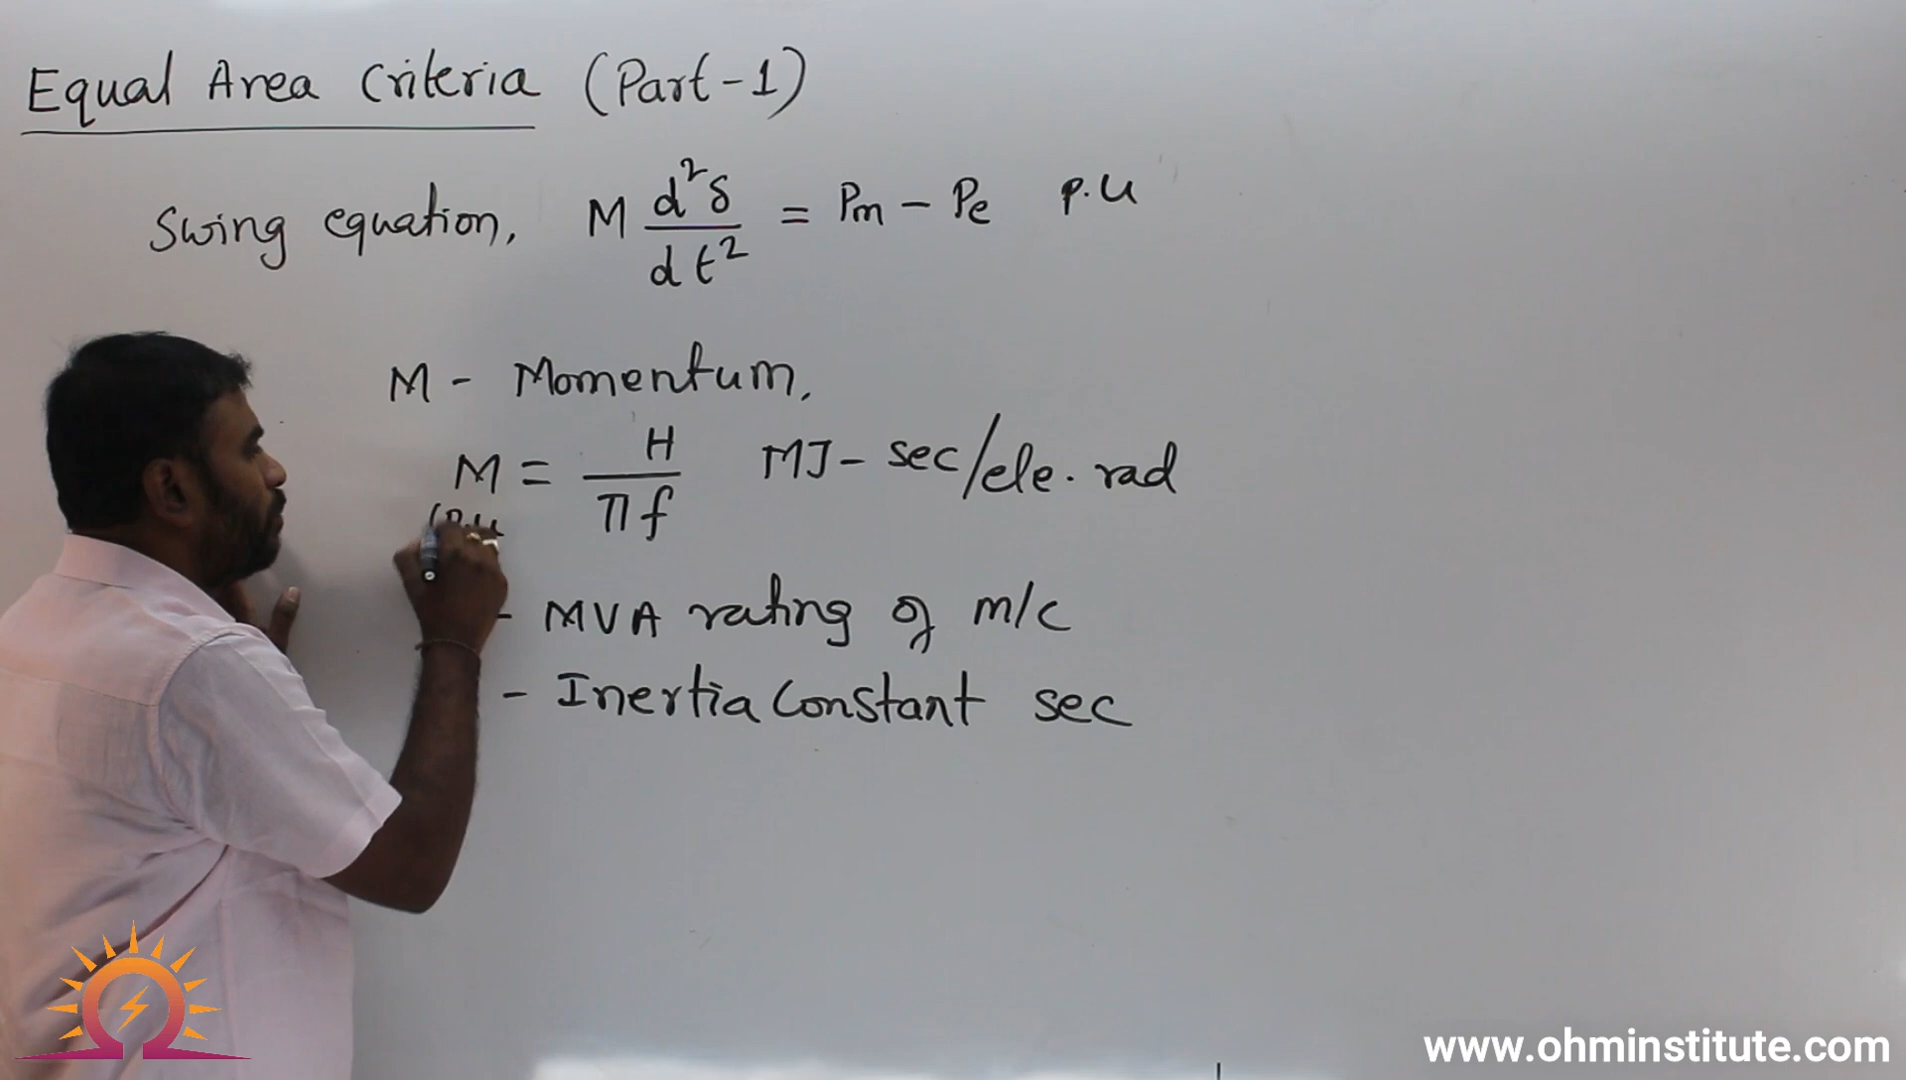 Equal Area Criteria (Part-1)
Swing equation, M d²δ/dt² = Pm - Pe p.u
M - Momentum,
M = H/πf MJ-sec/ele. rad
(P.u
- MVA rating of m/c
- Inertia Constant sec
www.ohminstitute.com